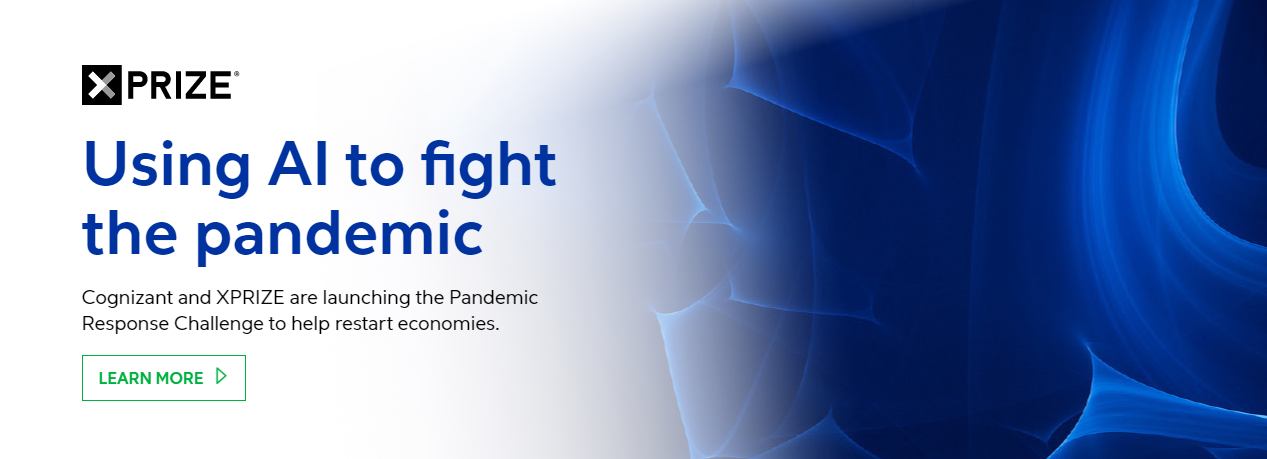 XPRIZE®
Using AI to fight
the pandemic
Cognizant and XPRIZE are launching the Pandemic
Response Challenge to help restart economies.
LEARN MORE